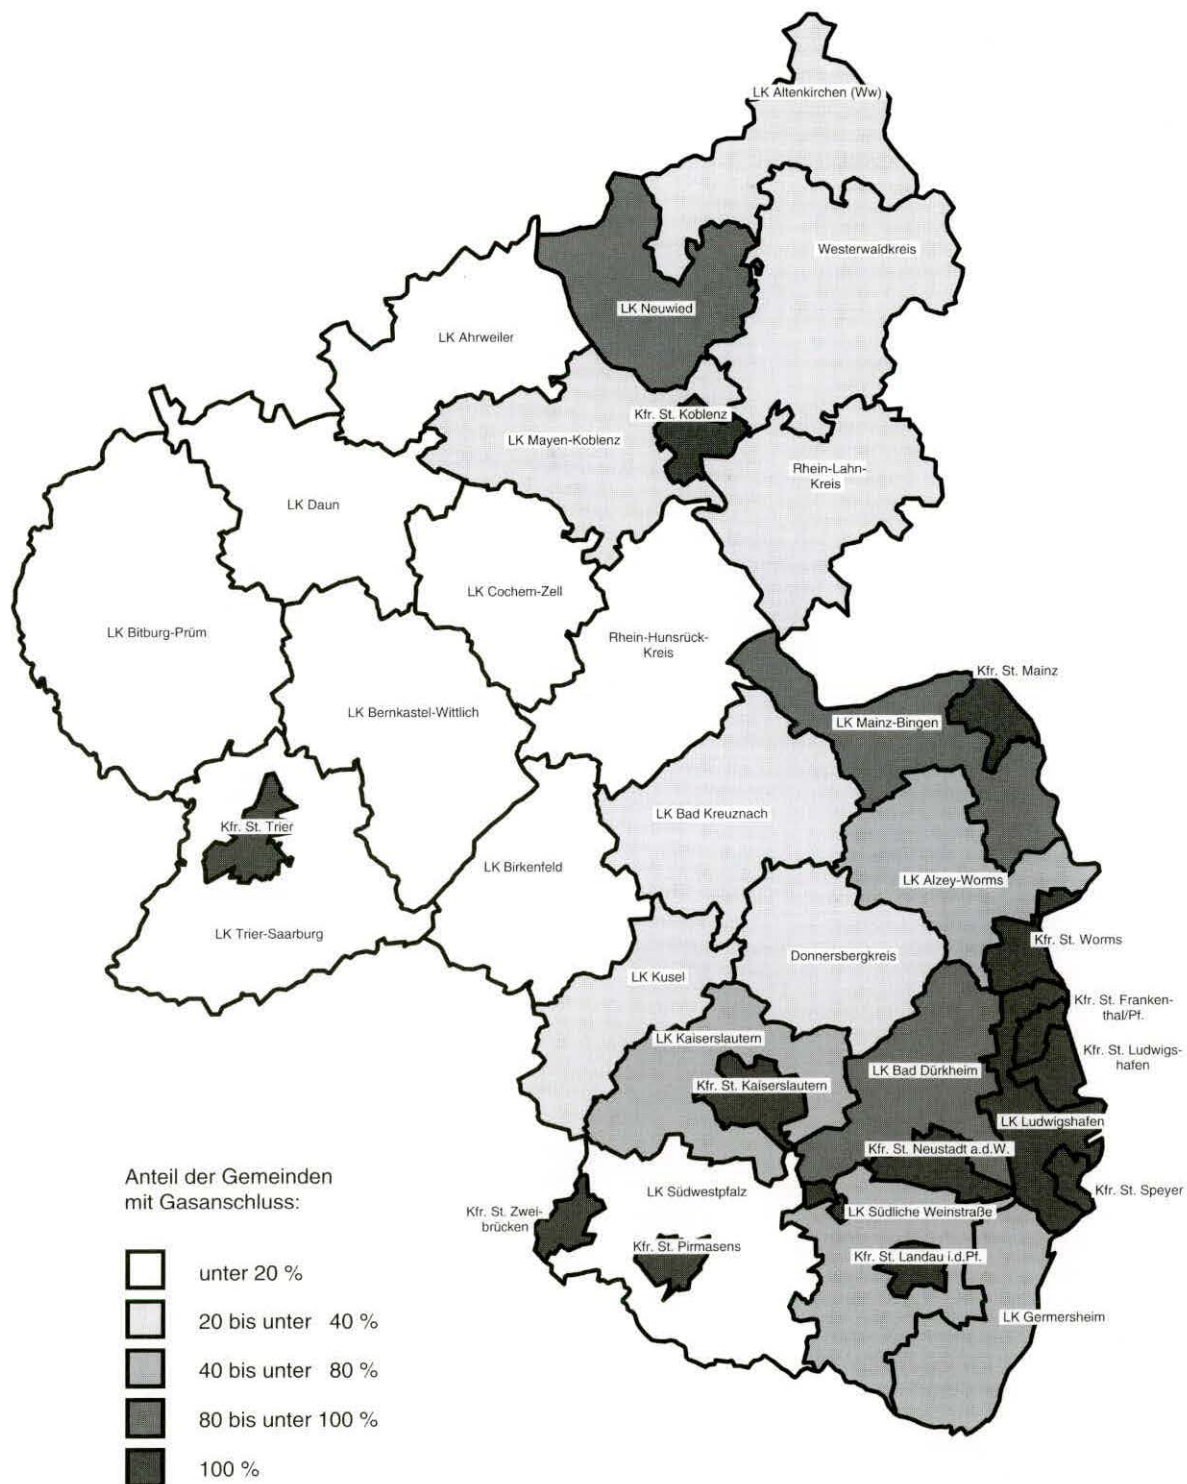 LK Altenkirchen (Ww)
Westerwaldkreis
LK Neuwied
LK Ahrweiler
Kfr. St. Koblenz
LK Mayen-Koblenz
Rhein-Lahn-
Kreis
LK Daun
LK Cochem-Zell
LK Bitburg-Prüm
Rhein-Hunsrück-
Kreis
Kfr. St. Mainz
LK Bernkastel-Wittlich
LK Mainz-Bingen
LK Bad Kreuznach
Kfr. St. Trier
LK Birkenfeld
LK Alzey-Worms
LK Trier-Saarburg
Kfr. St. Worms
Donnersbergkreis
LK Kusel
Kfr. St. Franken-
thal/Pf.
LK Kaiserslautern
Kfr. St. Ludwigs-
hafen
LK Bad Dürkheim
Kfr. St. Kaiserslautern
LK Ludwigshafen
Kfr. St. Neustadt a.d.W.
LK Südwestpfalz
Kfr. St. Speyer
Kfr. St. Zwei-
brücken
LK Südliche Weinstraße
Kfr. St. Pirmasens
Kfr. St. Landau i.d.Pf.
LK Germersheim
Anteil der Gemeinden
mit Gasanschluss:
unter 20 %
20 bis unter 40 %
40 bis unter 80 %
80 bis unter 100 %
100 %